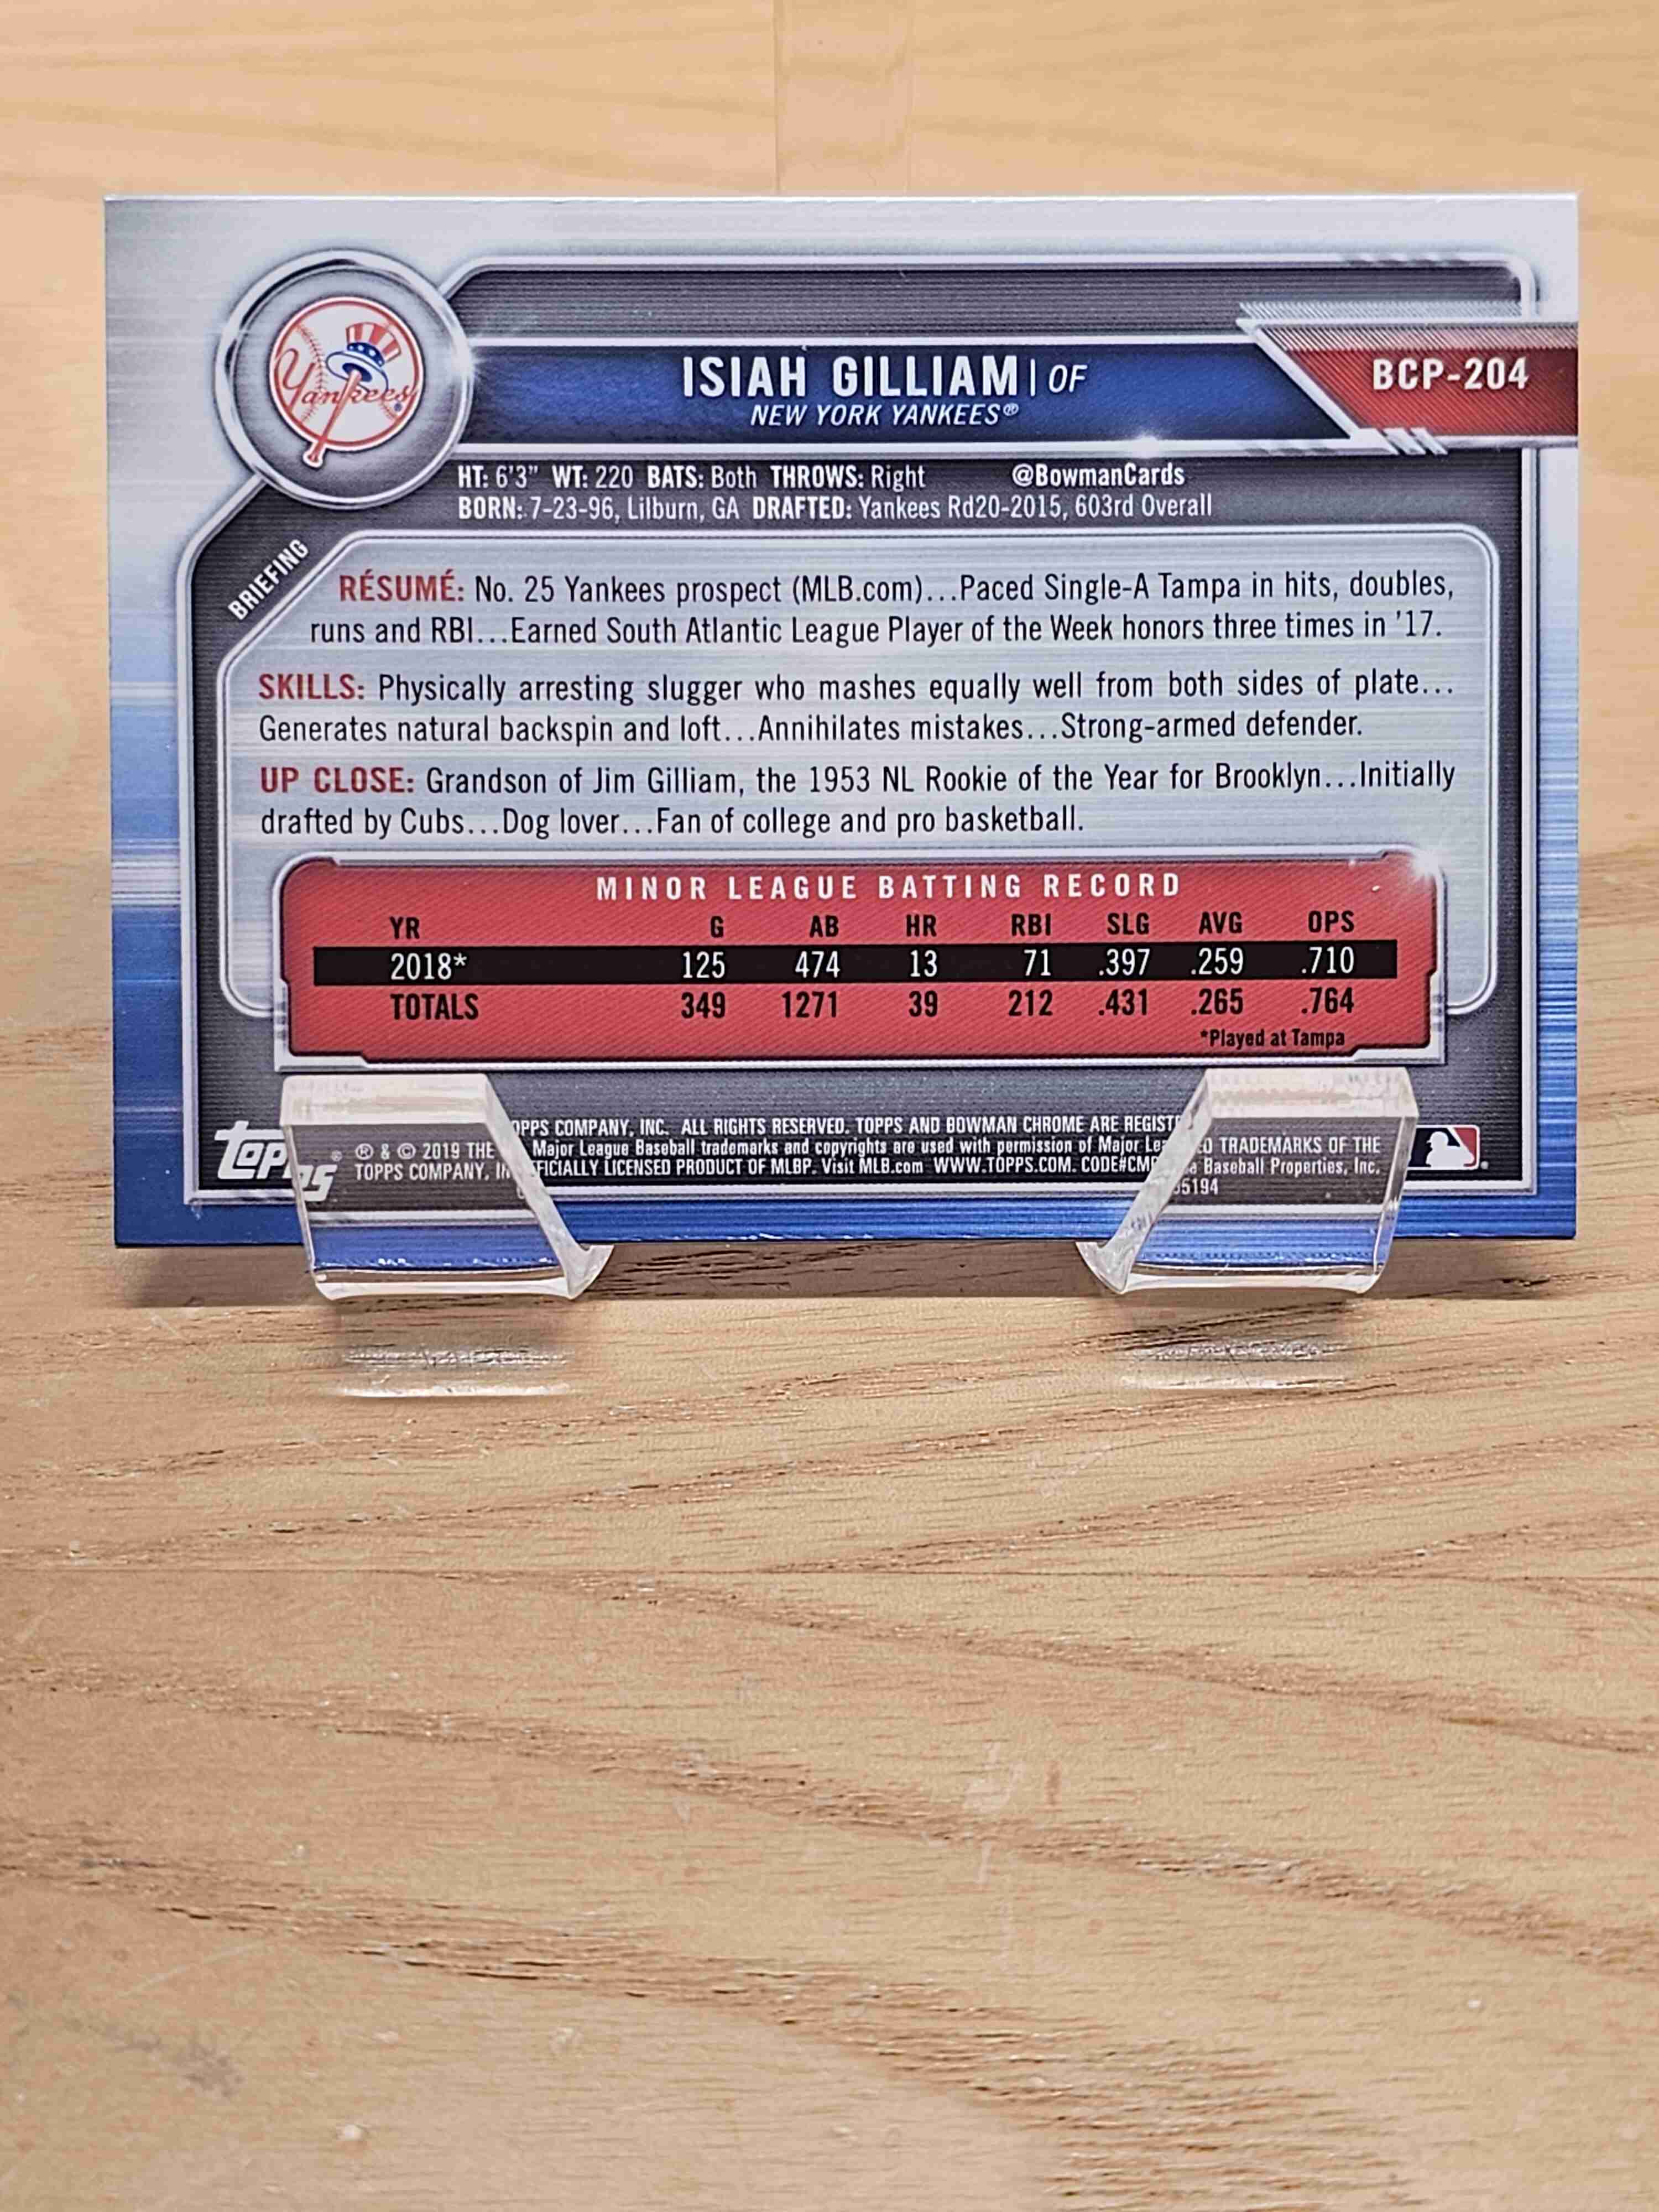 Yankees
ISIAH GILLIAM | OF
NEW YORK YANKEES®
BCP-204
HT: 6'3" WT: 220 BATS: Both THROWS: Right @BowmanCards
BORN: 7-23-96, Lilburn, GA DRAFTED: Yankees Rd20-2015, 603rd Overall
BRIEFING
RÉSUMÉ: No. 25 Yankees prospect (MLB.com)...Paced Single-A Tampa in hits, doubles,
runs and RBI...Earned South Atlantic League Player of the Week honors three times in '17.
SKILLS: Physically arresting slugger who mashes equally well from both sides of plate...
Generates natural backspin and loft...Annihilates mistakes...Strong-armed defender.
UP CLOSE: Grandson of Jim Gilliam, the 1953 NL Rookie of the Year for Brooklyn...Initially
drafted by Cubs...Dog lover...Fan of college and pro basketball.
MINOR LEAGUE BATTING RECORD
YR G AB HR RBI SLG AVG OPS
2018* 125 474 13 71 .397 .259 .710
TOTALS 349 1271 39 212 .431 .265 .764
*Played at Tampa
Topps
® & © 2019 THE OPPS COMPANY, INC. ALL RIGHTS RESERVED. TOPPS AND BOWMAN CHROME ARE REGIST TRADEMARKS OF THE
TOPPS COMPANY, IN Major League Baseball trademarks and copyrights are used with permission of Major Le Baseball Properties, Inc.
FICIALLY LICENSED PRODUCT OF MLBP. Visit MLB.com WWW.TOPPS.COM. CODE#CMP 5194